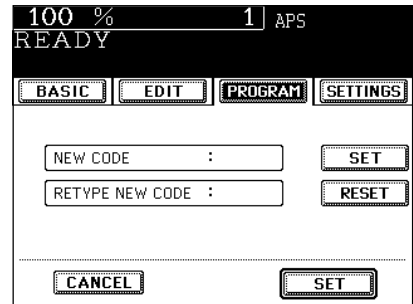 100 % 1 APS
READY
BASIC EDIT PROGRAM SETTINGS
NEW CODE : SET
RETYPE NEW CODE : RESET
CANCEL SET